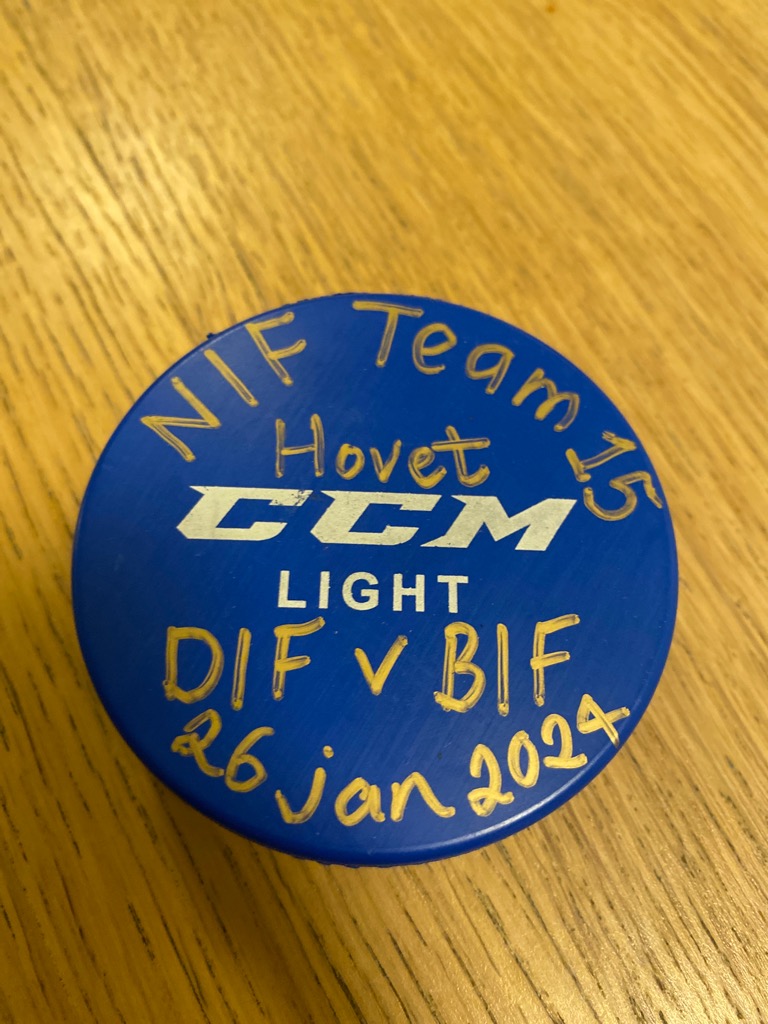 NIF Team 15
Hovet
CCM
LIGHT
DIF v BIF
26 jan 2024